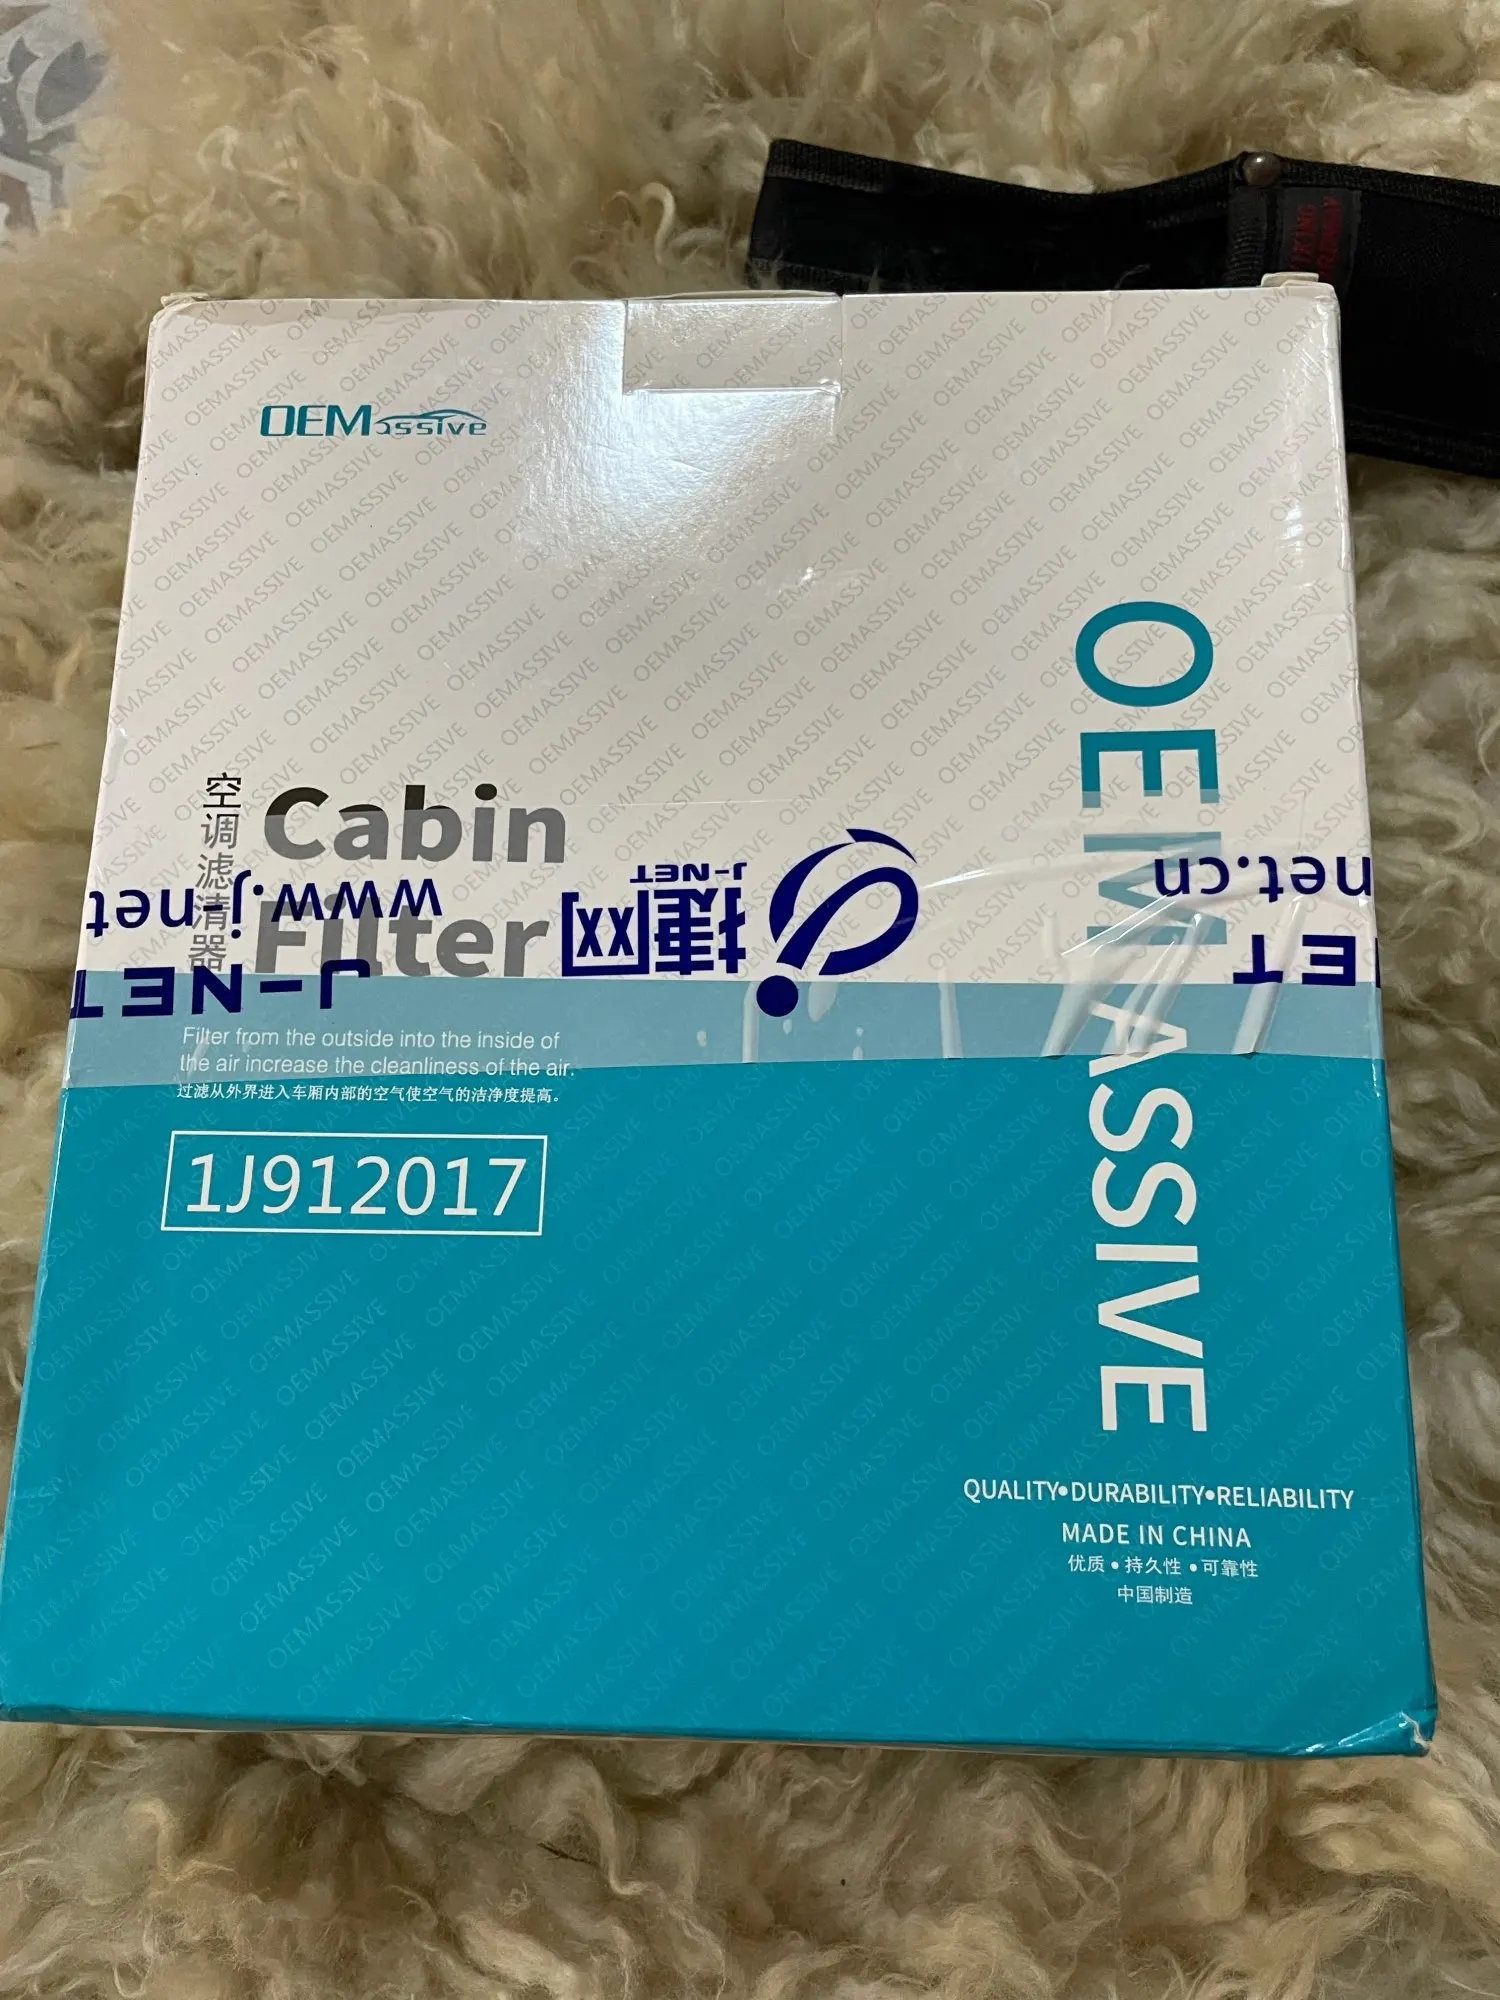 OEMassive
OEMASSIVE
空调滤清器
Cabin
Filter
www.j-net
J-NET
捷网
J-NET
net.cn
ET
Filter from the outside into the inside of
the air increase the cleanliness of the air.
过滤从外界进入车厢内部的空气使空气的洁净度提高。
1J912017
OEM ASSIVE
QUALITY•DURABILITY•RELIABILITY
MADE IN CHINA
优质•持久性•可靠性
中国制造